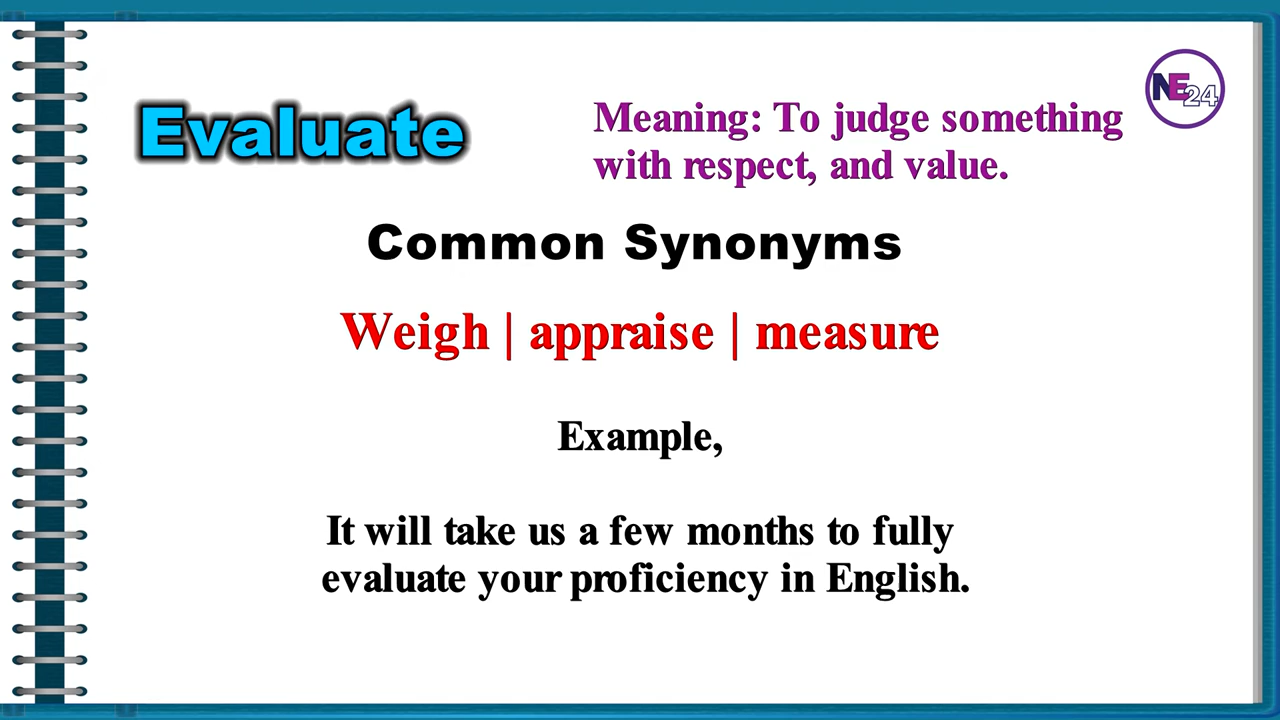 Evaluate
Meaning: To judge something
with respect, and value.
NE24
Common Synonyms
Weigh | appraise | measure
Example,
It will take us a few months to fully
evaluate your proficiency in English.